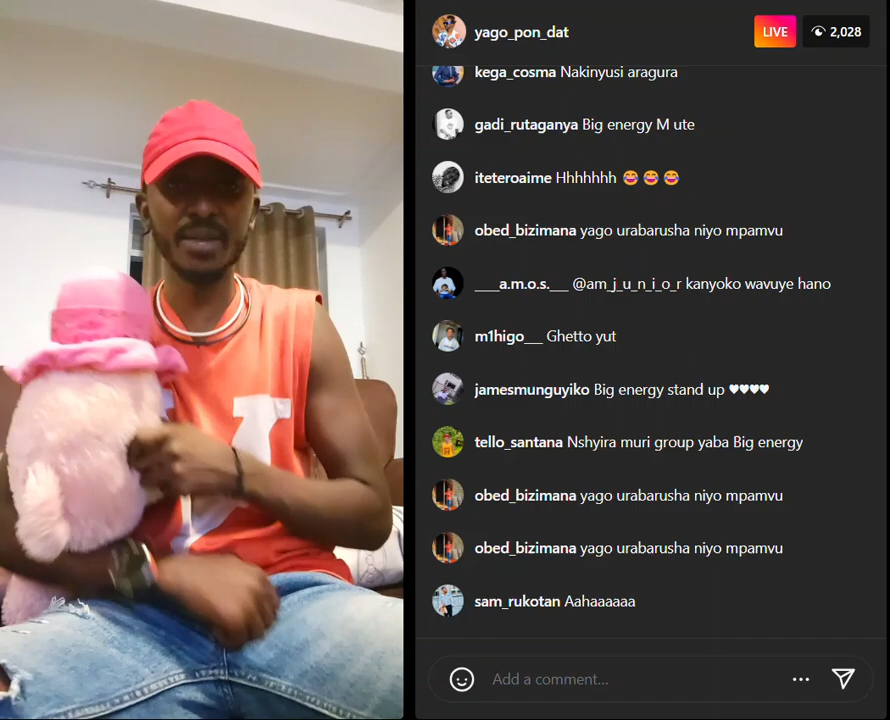 yago_pon_dat
LIVE
2,028
kega_cosma Nakinyusi aragura
gadi_rutaganya Big energy M ute
iteteroaime Hhhhhhh 😂 😂 😂
obed_bizimana yago urabarusha niyo mpamvu
____a.m.o.s.___ @am_j_u_n_i_o_r kanyoko wavuye hano
m1higo___ Ghetto yut
jamesmunguyiko Big energy stand up ♥♥♥♥
tello_santana Nshyira muri group yaba Big energy
obed_bizimana yago urabarusha niyo mpamvu
obed_bizimana yago urabarusha niyo mpamvu
sam_rukotan Aahaaaaaa
Add a comment...